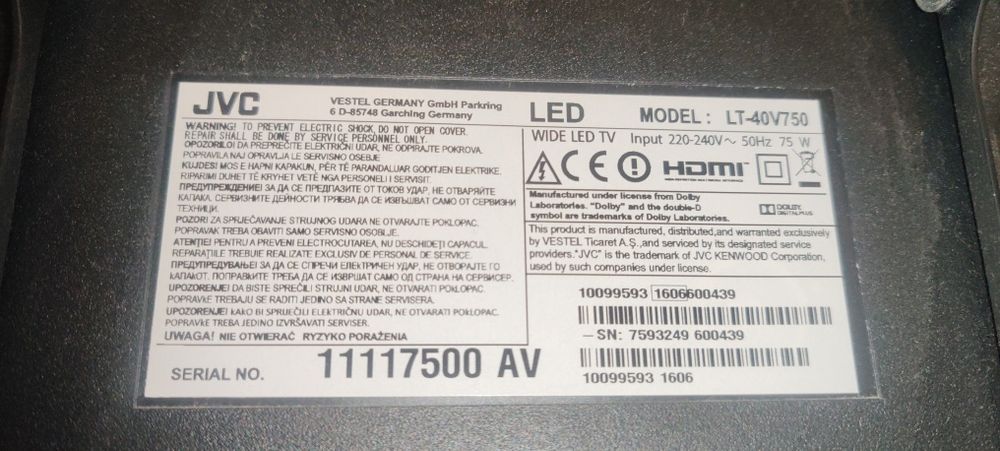 JVC
VESTEL GERMANY GmbH Parkring
6 D-85748 Garching Germany
WARNING! TO PREVENT ELECTRIC SHOCK, DO NOT OPEN COVER.
REPAIR SHALL BE DONE BY SERVICE PERSONNEL ONLY.
OPOZORILO! DA PREPREČITE ELEKTRIČNI UDAR, NE ODPIRAJTE POKROVA.
POPRAVILA NAJ OPRAVLJA LE SERVISNO OSEBJE
KUJDES! MOS E HAPNI KAPAKUN, PËR TË PARANDALUAR GODITJEN ELEKTRIKE.
RIPARIMI DUHET TË KRYHET VETË NGA PERSONELI I SERVISIT.
ПРЕДУПРЕЖДЕНИЕ! ЗА ДА СЕ ПРЕДПАЗИТЕ ОТ ТОКОВ УДАР, НЕ ОТВАРЯЙТЕ
КАПАКА. СЕРВИЗНИТЕ ДЕЙНОСТИ ТРЯБВА ДА СЕ ИЗВЪШВАТ САМО ОТ СЕРВИЗНИ
ТЕХНИЦИ.
POZOR! ZA SPRJEČAVANJE STRUJNOG UDARA NE OTVARAJTE POKLOPAC.
POPRAVAK TREBA OBAVITI SAMO SERVISNO OSOBLJE.
ATENŢIE! PENTRU A PREVENI ELECTROCUTAREA, NU DESCHIDEŢI CAPACUL.
REPARAŢIILE TREBUIE REALIZATE EXCLUSIV DE PERSONAL DE SERVICE.
ПРЕДУПРЕДУВАЊЕ! ЗА ДА СЕ СПРЕЧИ ЕЛЕКТРИЧЕН УДАР, НЕ ОТВОРАЈТЕ ГО
КАПАКОТ. ПОПРАВКИТЕ ТРЕБА ДА СЕ ИЗВРШАТ САМО ОД СТРАНА НА СЕРВИСЕР.
UPOZORENJE! DA BISTE SPREČILI STRUJNI UDAR, NE OTVARAJTE POKLOPAC.
POPRAVKE TREBAJU SE RADITI JEDINO SA STRANE SERVISERA.
UPOZORENJE! KAKO BI SPRIJEČILI ELEKTRIČNU UDAR, NE OTVARATI POKLOPAC.
POPRAVKE TREBA JEDINO IZVRŠAVATI SERVISER.
UWAGA! NIE OTWIERAĆ RYZYKO PORAŻENIA
SERIAL NO. 11117500 AV
LED MODEL : LT-40V750
WIDE LED TV Input 220-240V~ 50Hz 75 W
CE HDMI
HIGH-DEFINITION MULTIMEDIA INTERFACE
Manufactured under license from Dolby
Laboratories. "Dolby" and the double-D
symbol are trademarks of Dolby Laboratories.
DOLBY
DIGITAL PLUS
This product is manufactured, distributed,and warranted exclusively
by VESTEL Ticaret A.Ş.,and serviced by its designated service
providers."JVC" is the trademark of JVC KENWOOD Corporation,
used by such companies under license.
10099593 1606600439
-SN: 7593249 600439
10099593 1606